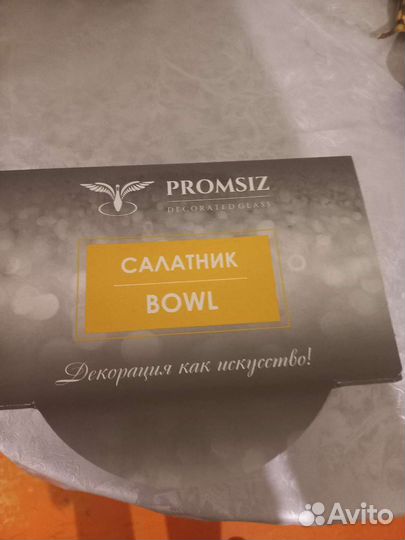 PROMSIZ
DECORATED GLASS
САЛАТНИК
BOWL
Декорация как искусство!
Avito